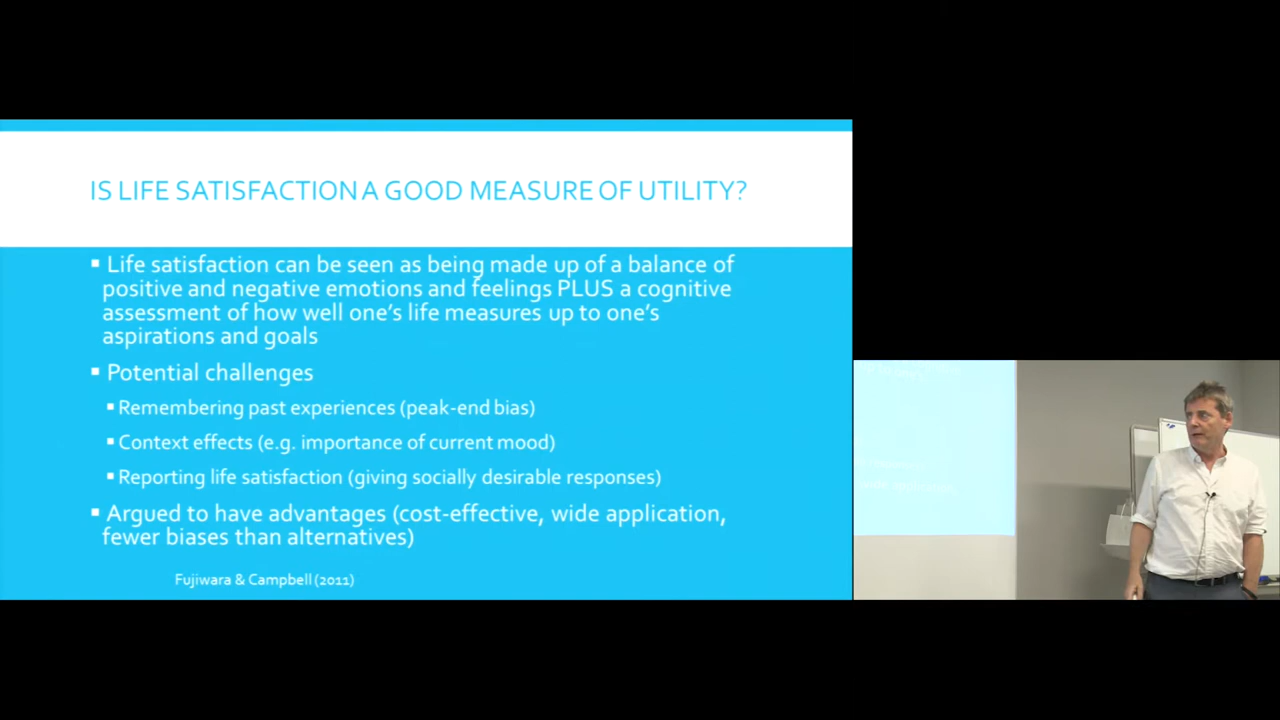 IS LIFE SATISFACTION A GOOD MEASURE OF UTILITY?
▪ Life satisfaction can be seen as being made up of a balance of
positive and negative emotions and feelings PLUS a cognitive
assessment of how well one's life measures up to one's
aspirations and goals
▪ Potential challenges
▪ Remembering past experiences (peak-end bias)
▪ Context effects (e.g. importance of current mood)
▪ Reporting life satisfaction (giving socially desirable responses)
▪ Argued to have advantages (cost-effective, wide application,
fewer biases than alternatives)
Fujiwara & Campbell (2011)